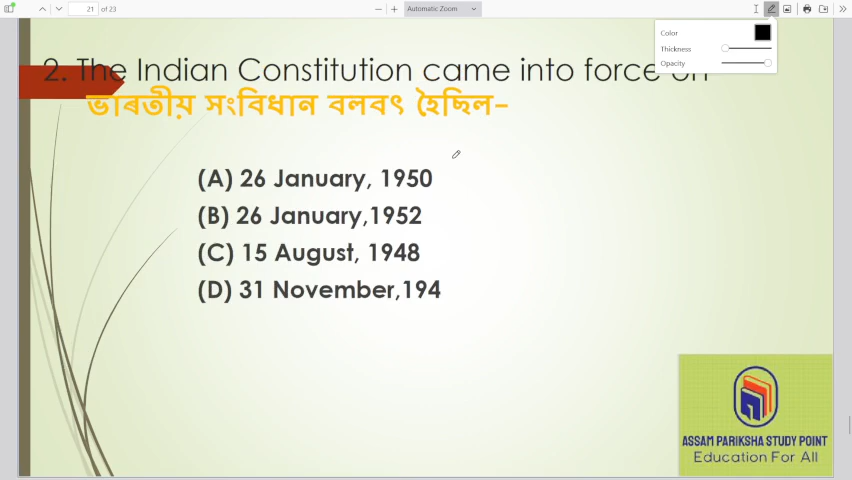 21 of 23
Automatic Zoom
Color
Thickness
Opacity
2. The Indian Constitution came into force on
ভাৰতীয় সংবিধান বলবৎ হৈছিল–
(A) 26 January, 1950
(B) 26 January,1952
(C) 15 August, 1948
(D) 31 November,194
ASSAM PARIKSHA STUDY POINT
Education For All